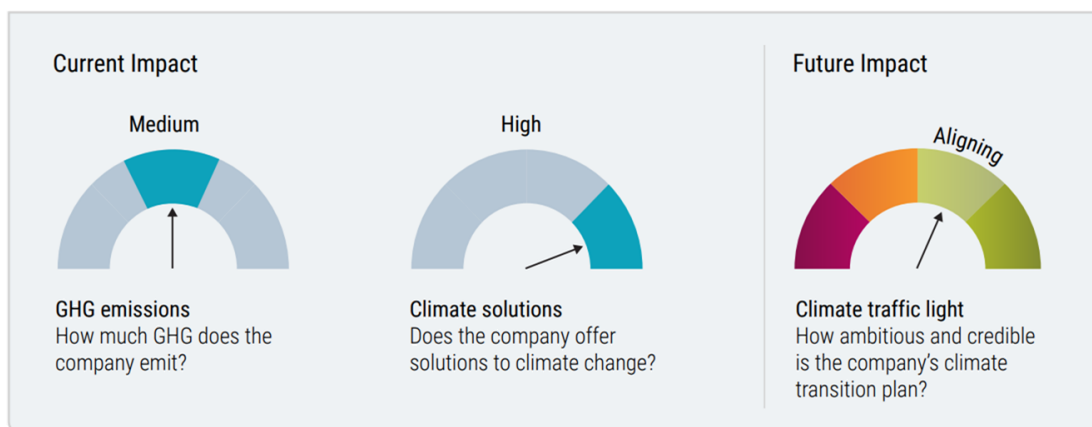 Current Impact
Medium
GHG emissions
How much GHG does the
company emit?
High
Climate solutions
Does the company offer
solutions to climate change?
Future Impact
Aligning
Climate traffic light
How ambitious and credible
is the company's climate
transition plan?